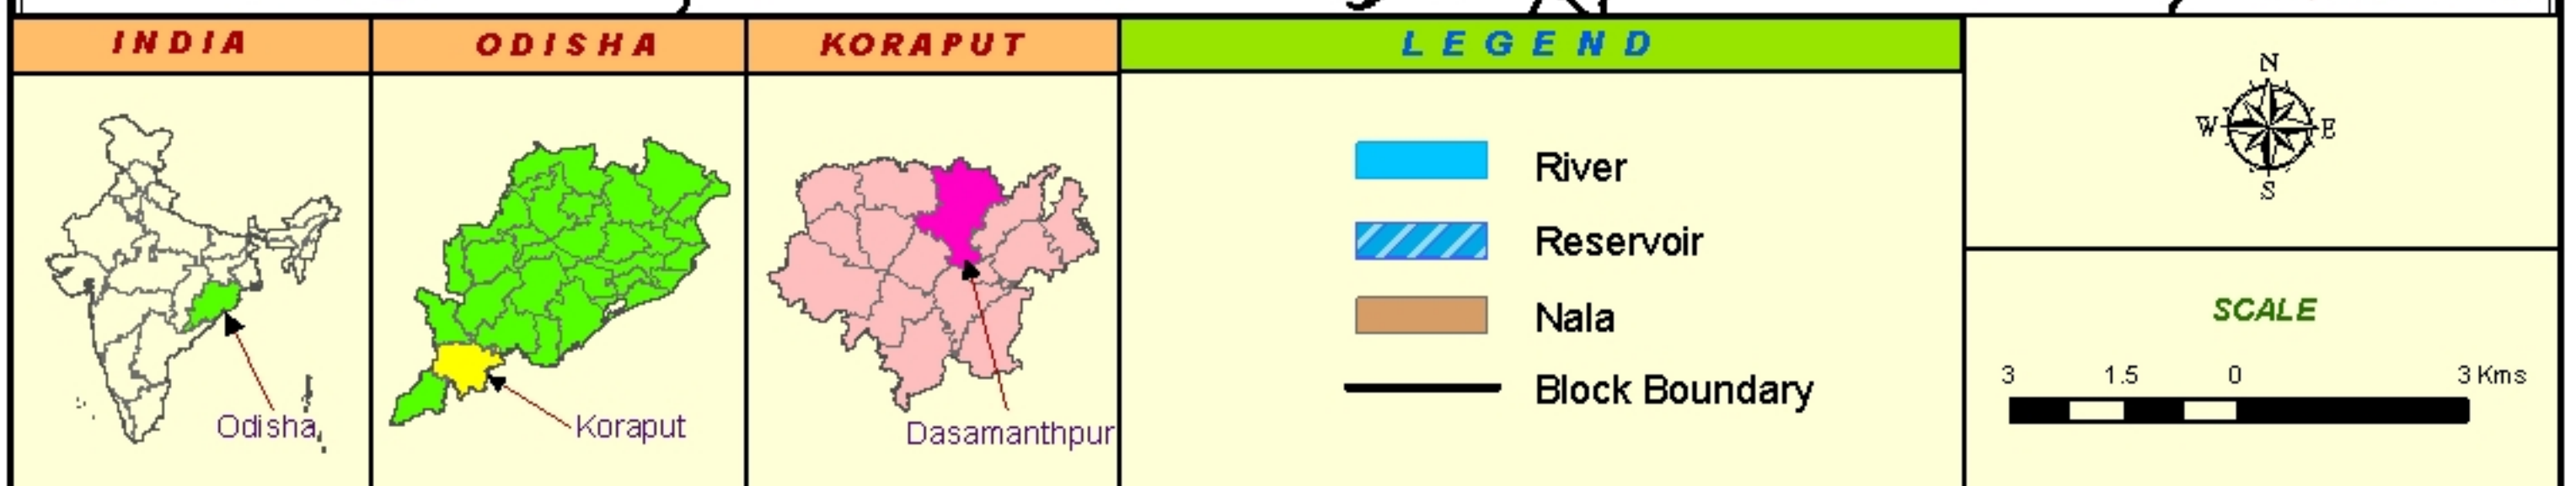 INDIA
ODISHA
KORAPUT
LEGEND
Odisha
Koraput
Dasamanthpur
River
Reservoir
Nala
Block Boundary
N
W E
S
SCALE
3 1.5 0 3 Kms